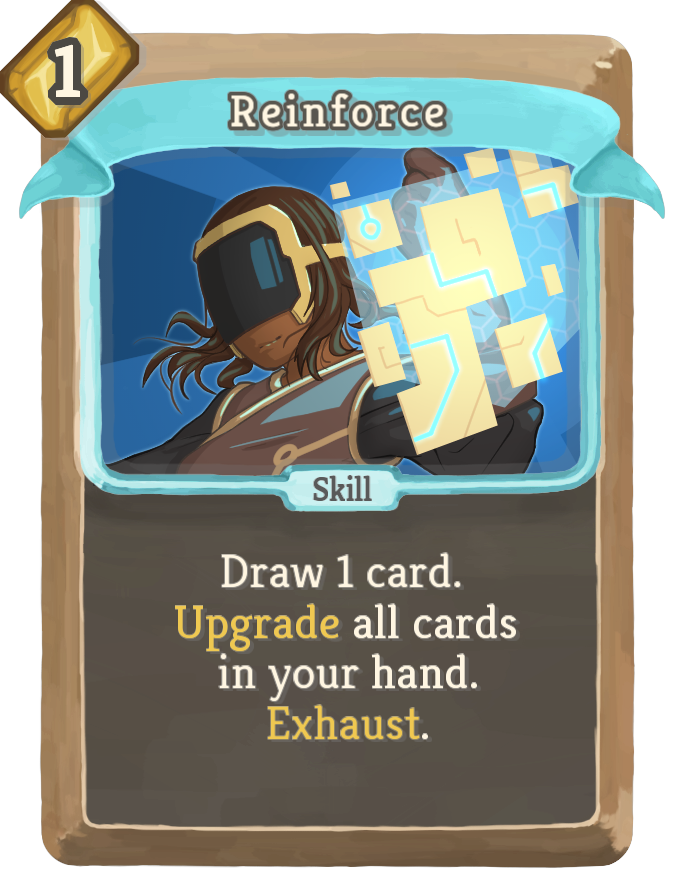 1
Reinforce
Skill
Draw 1 card.
Upgrade all cards
in your hand.
Exhaust.